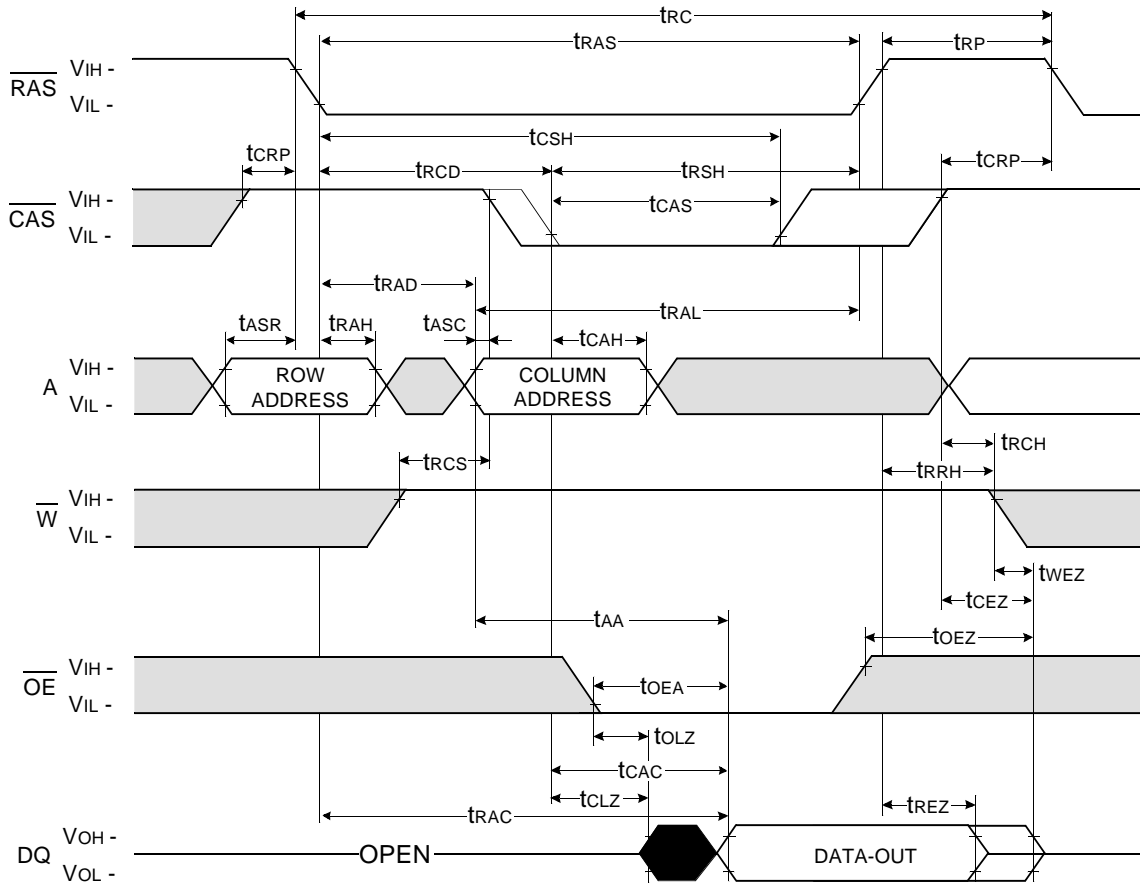 tRC
tRAS
tRP
RAS
VIH -
VIL -
tCSH
tCRP
tRCD
tRSH
tCRP
CAS
VIH -
VIL -
tCAS
tRAD
tRAL
tASR
tRAH
tASC
tCAH
A
VIH -
VIL -
ROW
ADDRESS
COLUMN
ADDRESS
tRCS
tRCH
tRRH
W
VIH -
VIL -
tWEZ
tCEZ
tAA
tOEZ
OE
VIH -
VIL -
tOEA
tOLZ
tCAC
tCLZ
tREZ
tRAC
DQ
VOH -
VOL -
OPEN
DATA-OUT